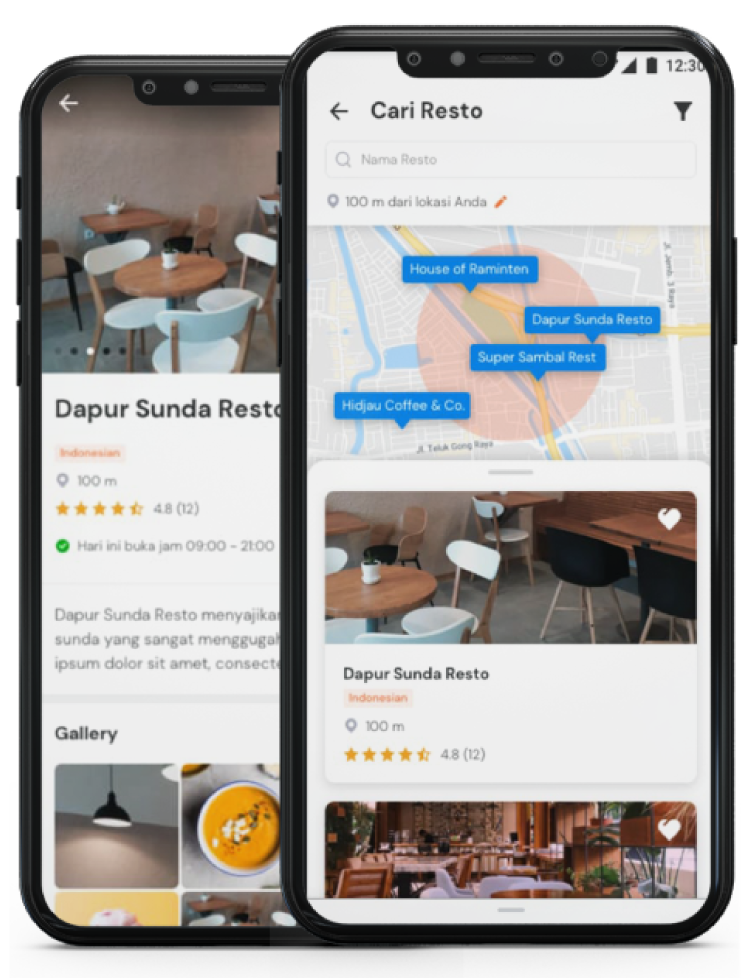 Dapur Sunda Resto
Indonesian
100 m
4.8 (12)
Hari ini buka jam 09:00 - 21:00
Dapur Sunda Resto menyajikan
sunda yang sangat menggugah
ipsum dolor sit amet,
Gallery
12:30
Cari Resto
Nama Resto
100 m dari lokasi Anda
House of Raminten
Dapur Sunda Resto
Super Sambal Rest
Hidjau Coffee & Co.
Jl. Jamb. 3 Raya
Jl. Teluk Gong Raya
Dapur Sunda Resto
Indonesian
100 m
4.8 (12)